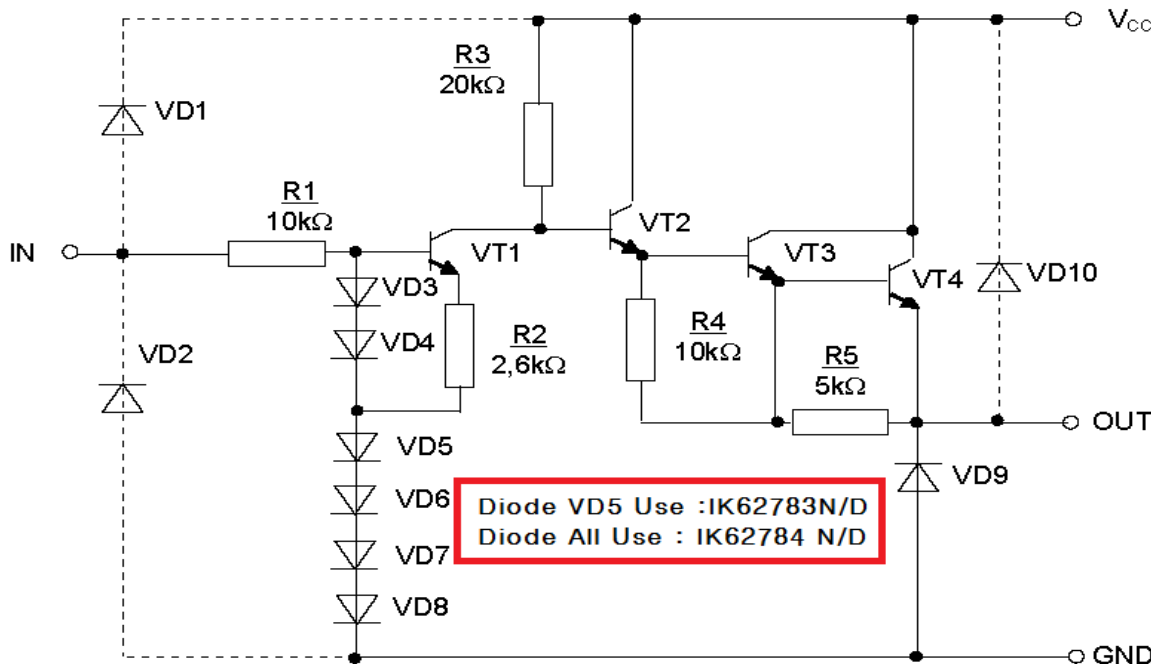 VCC
R3
20kΩ
VD1
R1
10kΩ
IN
VT1
VT2
VT3
VT4
VD10
VD3
VD4
VD2
R2
2,6kΩ
R4
10kΩ
R5
5kΩ
OUT
VD5
VD6
VD7
VD8
VD9
Diode VD5 Use :IK62783N/D
Diode All Use : IK62784 N/D
GND